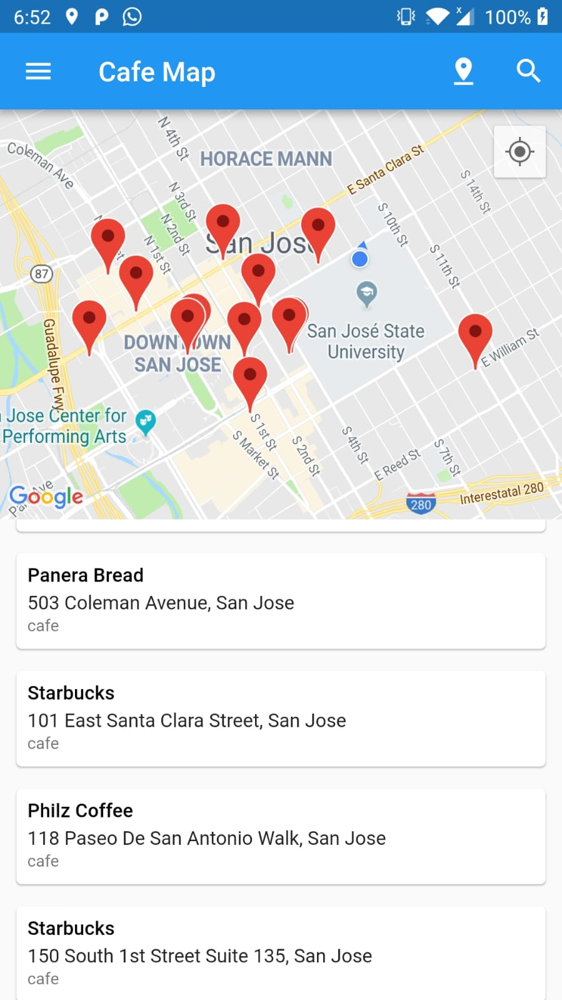 6:52
100%
Cafe Map
N 4th St
Coleman Ave
HORACE MANN
E Santa Clara St
S 14th St
N 3rd St
N 2nd St
N 1st St
S 10th St
S 11th St
San Jose
87
Guadalupe Fwy
DOWNTOWN
SAN JOSE
San José State
University
E William St
Jose Center for
Performing Arts
S 1st St
S Market St
S 2nd St
S 4th St
E Reed St
S 7th St
Interestatal 280
280
Google
Panera Bread
503 Coleman Avenue, San Jose
cafe
Starbucks
101 East Santa Clara Street, San Jose
cafe
Philz Coffee
118 Paseo De San Antonio Walk, San Jose
cafe
Starbucks
150 South 1st Street Suite 135, San Jose
cafe